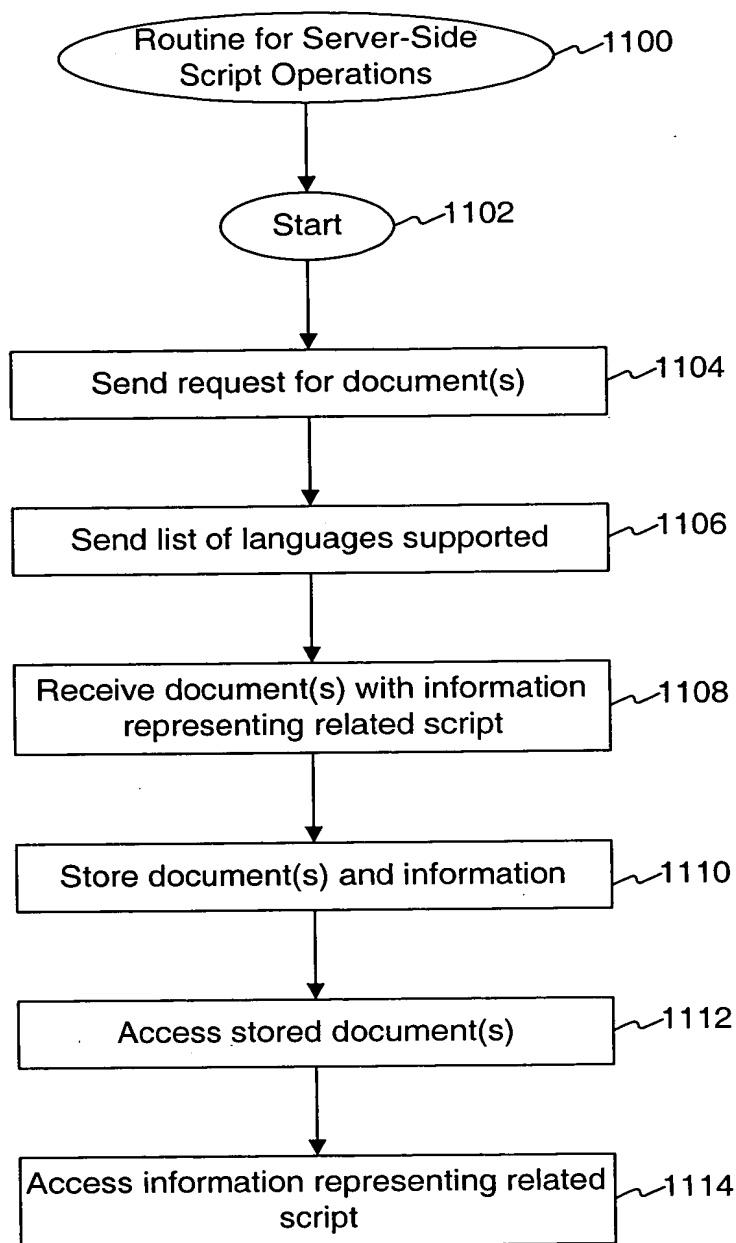 Routine for Server-Side
Script Operations
1100
Start
1102
Send request for document(s)
1104
Send list of languages supported
1106
Receive document(s) with information
representing related script
1108
Store document(s) and information
1110
Access stored document(s)
1112
Access information representing related
script
1114